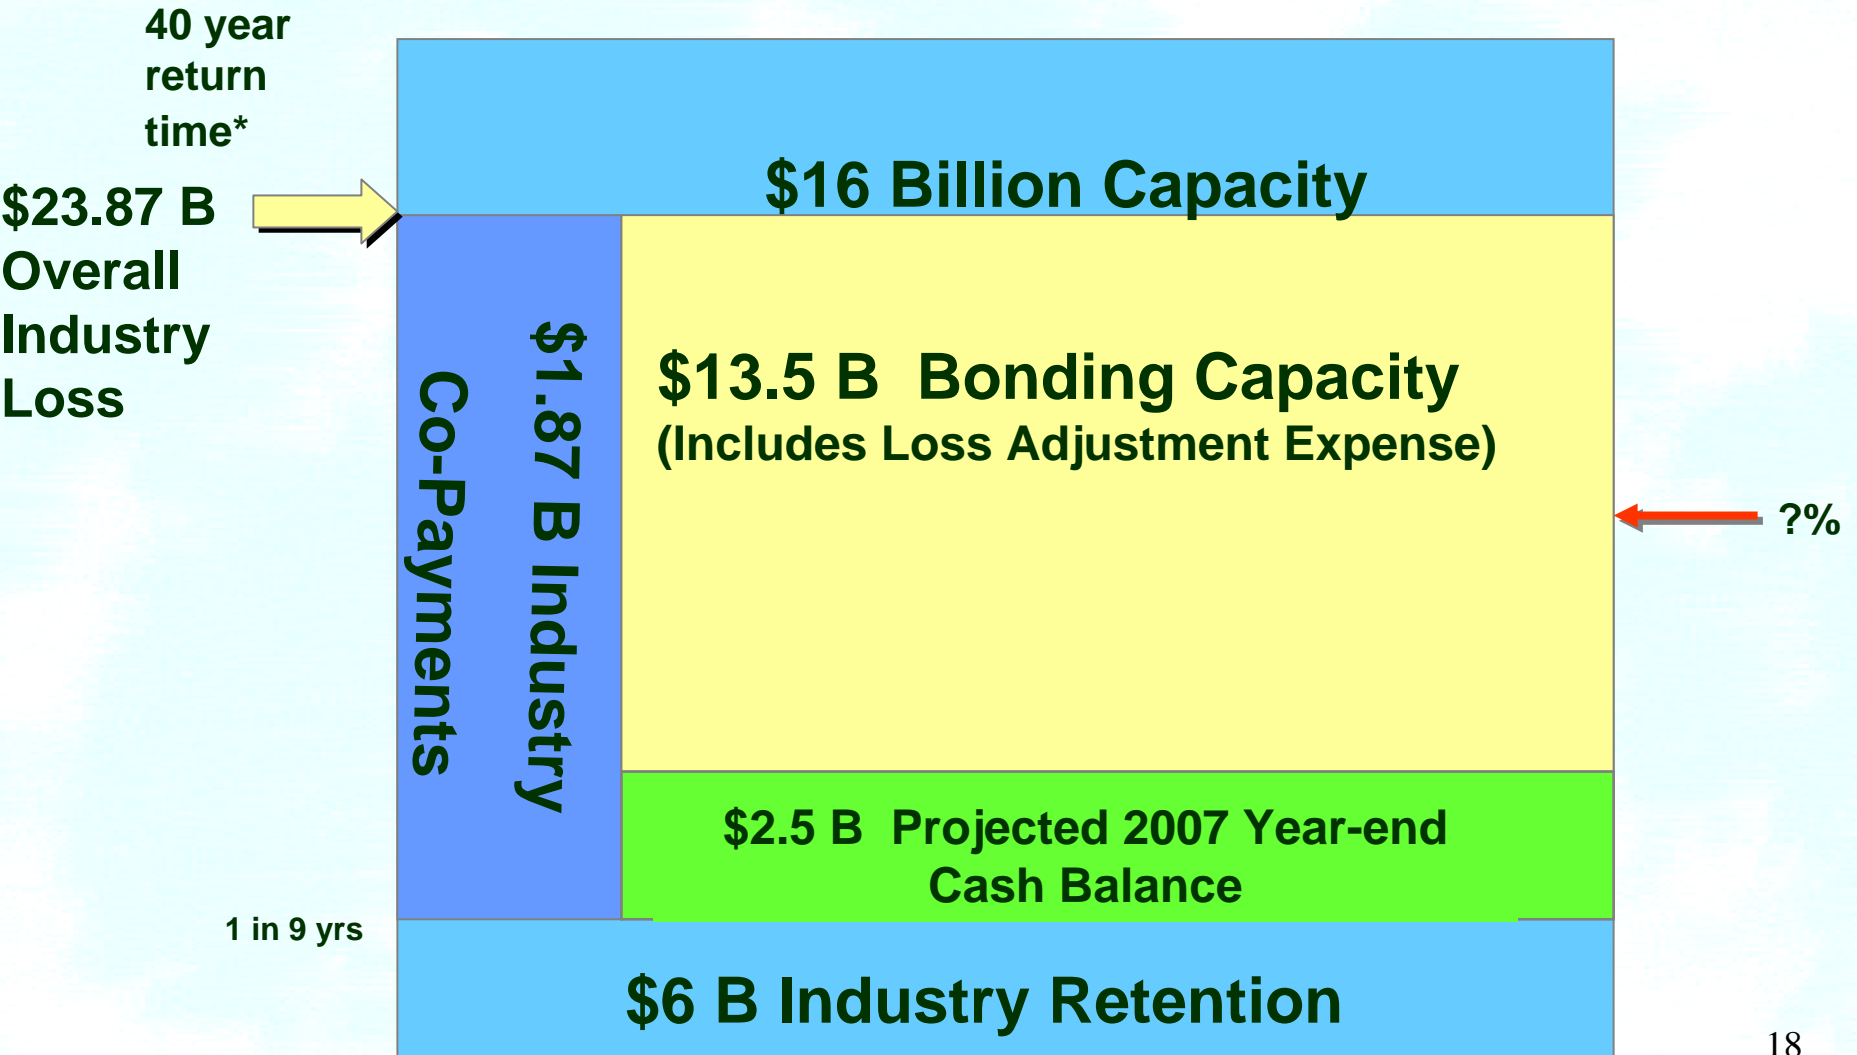 40 year
return
time*
$23.87 B
Overall
Industry
Loss
$16 Billion Capacity
$1.87 B Industry
Co-Payments
$13.5 B Bonding Capacity
(Includes Loss Adjustment Expense)
?%
$2.5 B Projected 2007 Year-end
Cash Balance
1 in 9 yrs
$6 B Industry Retention
18